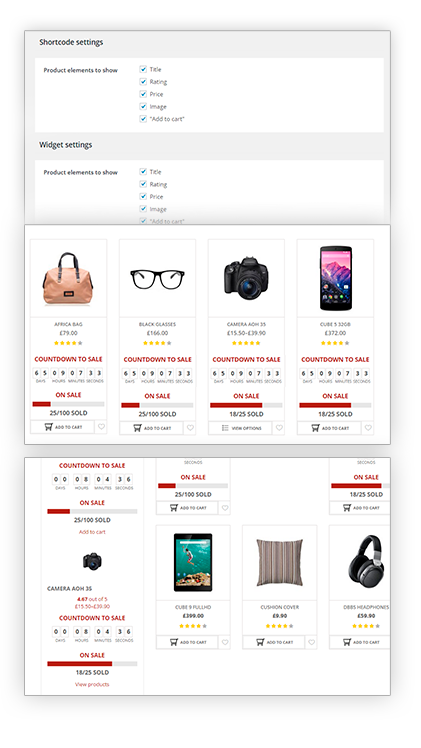 Shortcode settings
Product elements to show
Title
Rating
Price
Image
"Add to cart"
Widget settings
Product elements to show
Title
Rating
Price
Image
"Add to cart"
AFRICA BAG BLACK GLASSES CAMERA AOH 3S CUBE 5 32GB
£79.00 £166.00 £15.50–£39.90 £372.00
COUNTDOWN TO SALE COUNTDOWN TO SALE COUNTDOWN TO SALE COUNTDOWN TO SALE
6 5 0 9 0 7 3 3 6 5 0 9 0 7 3 3 6 5 0 9 0 7 3 3 6 5 0 9 0 7 3 3
DAYS HOURS MINUTES SECONDS DAYS HOURS MINUTES SECONDS DAYS HOURS MINUTES SECONDS DAYS HOURS MINUTES SECONDS
ON SALE ON SALE ON SALE ON SALE
25/100 SOLD 25/100 SOLD 18/25 SOLD 18/25 SOLD
ADD TO CART ADD TO CART VIEW OPTIONS ADD TO CART
COUNTDOWN TO SALE
0 0 0 8 0 4 3 6
DAYS HOURS MINUTES SECONDS
ON SALE
25/100 SOLD
Add to cart
CAMERA AOH 3S
4.67 out of 5
£15.50–£39.90
COUNTDOWN TO SALE
0 0 0 8 0 4 3 6
DAYS HOURS MINUTES SECONDS
ON SALE
18/25 SOLD
View products
SECONDS SECONDS
ON SALE ON SALE
25/100 SOLD 18/25 SOLD
ADD TO CART ADD TO CART
CUBE 9 FULLHD CUSHION COVER DBBS HEADPHONES
£399.00 £9.90 £59.90
ADD TO CART ADD TO CART ADD TO CART